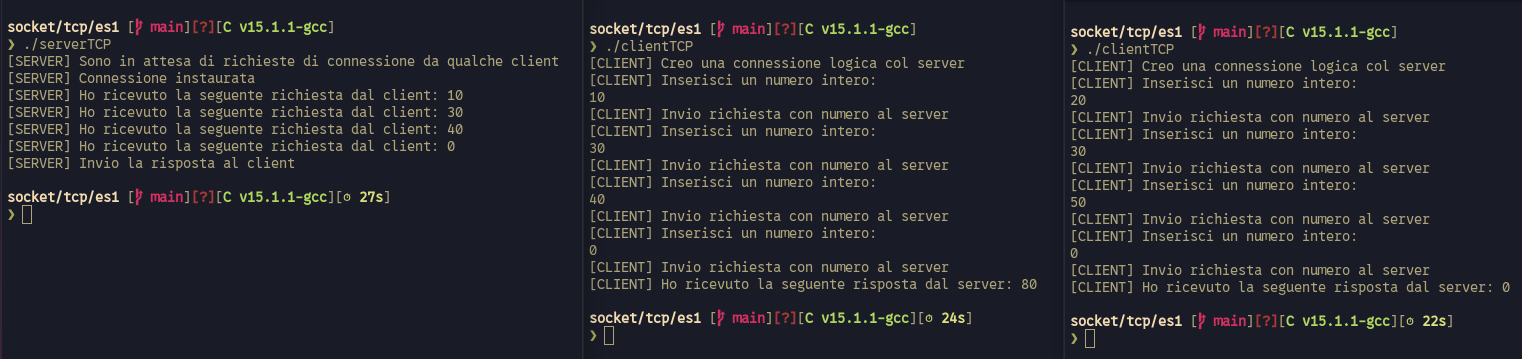 socket/tcp/es1 [ main][?][C v15.1.1-gcc]
❯ ./serverTCP
[SERVER] Sono in attesa di richieste di connessione da qualche client
[SERVER] Connessione instaurata
[SERVER] Ho ricevuto la seguente richiesta dal client: 10
[SERVER] Ho ricevuto la seguente richiesta dal client: 30
[SERVER] Ho ricevuto la seguente richiesta dal client: 40
[SERVER] Ho ricevuto la seguente richiesta dal client: 0
[SERVER] Invio la risposta al client
socket/tcp/es1 [ main][?][C v15.1.1-gcc][⏱ 27s]
❯
socket/tcp/es1 [ main][?][C v15.1.1-gcc]
❯ ./clientTCP
[CLIENT] Creo una connessione logica col server
[CLIENT] Inserisci un numero intero:
10
[CLIENT] Invio richiesta con numero al server
[CLIENT] Inserisci un numero intero:
30
[CLIENT] Invio richiesta con numero al server
[CLIENT] Inserisci un numero intero:
40
[CLIENT] Invio richiesta con numero al server
[CLIENT] Inserisci un numero intero:
0
[CLIENT] Invio richiesta con numero al server
[CLIENT] Ho ricevuto la seguente risposta dal server: 80
socket/tcp/es1 [ main][?][C v15.1.1-gcc][⏱ 24s]
❯
socket/tcp/es1 [ main][?][C v15.1.1-gcc]
❯ ./clientTCP
[CLIENT] Creo una connessione logica col server
[CLIENT] Inserisci un numero intero:
20
[CLIENT] Invio richiesta con numero al server
[CLIENT] Inserisci un numero intero:
30
[CLIENT] Invio richiesta con numero al server
[CLIENT] Inserisci un numero intero:
50
[CLIENT] Invio richiesta con numero al server
[CLIENT] Inserisci un numero intero:
0
[CLIENT] Invio richiesta con numero al server
[CLIENT] Ho ricevuto la seguente risposta dal server: 0
socket/tcp/es1 [ main][?][C v15.1.1-gcc][⏱ 22s]
❯